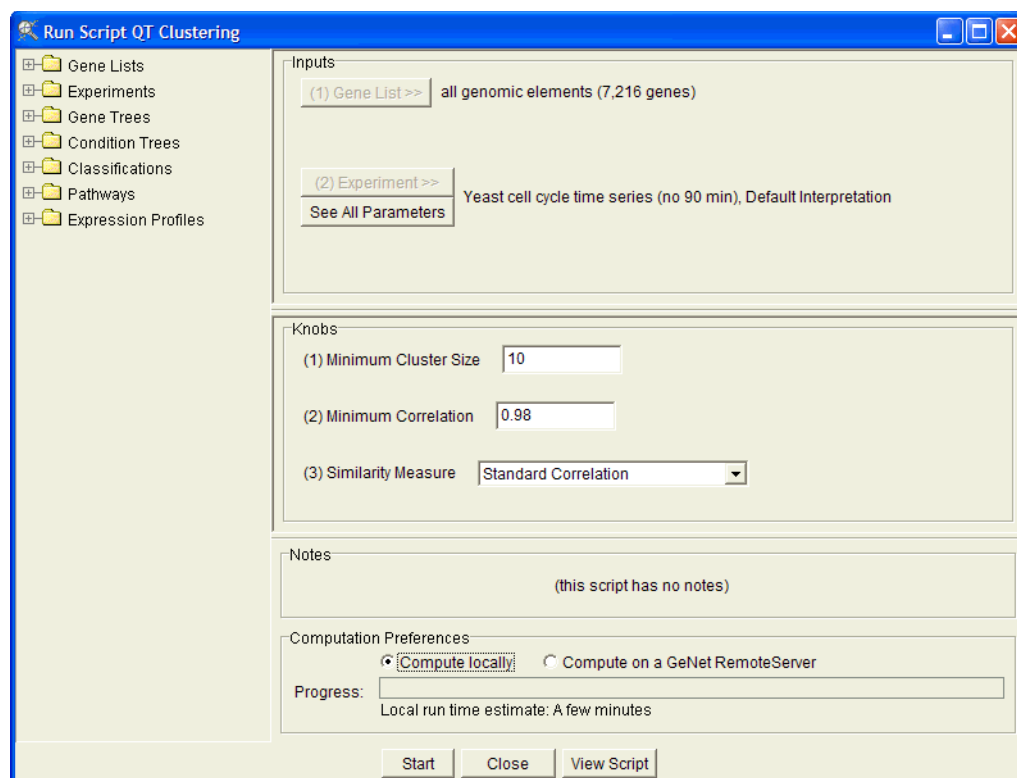 Run Script QT Clustering
Gene Lists
Experiments
Gene Trees
Condition Trees
Classifications
Pathways
Expression Profiles
Inputs
(1) Gene List >> all genomic elements (7,216 genes)
(2) Experiment >>
Yeast cell cycle time series (no 90 min), Default Interpretation
See All Parameters
Knobs
(1) Minimum Cluster Size 10
(2) Minimum Correlation 0.98
(3) Similarity Measure Standard Correlation
Notes
(this script has no notes)
Computation Preferences
Compute locally Compute on a GeNet RemoteServer
Progress:
Local run time estimate: A few minutes
Start Close View Script